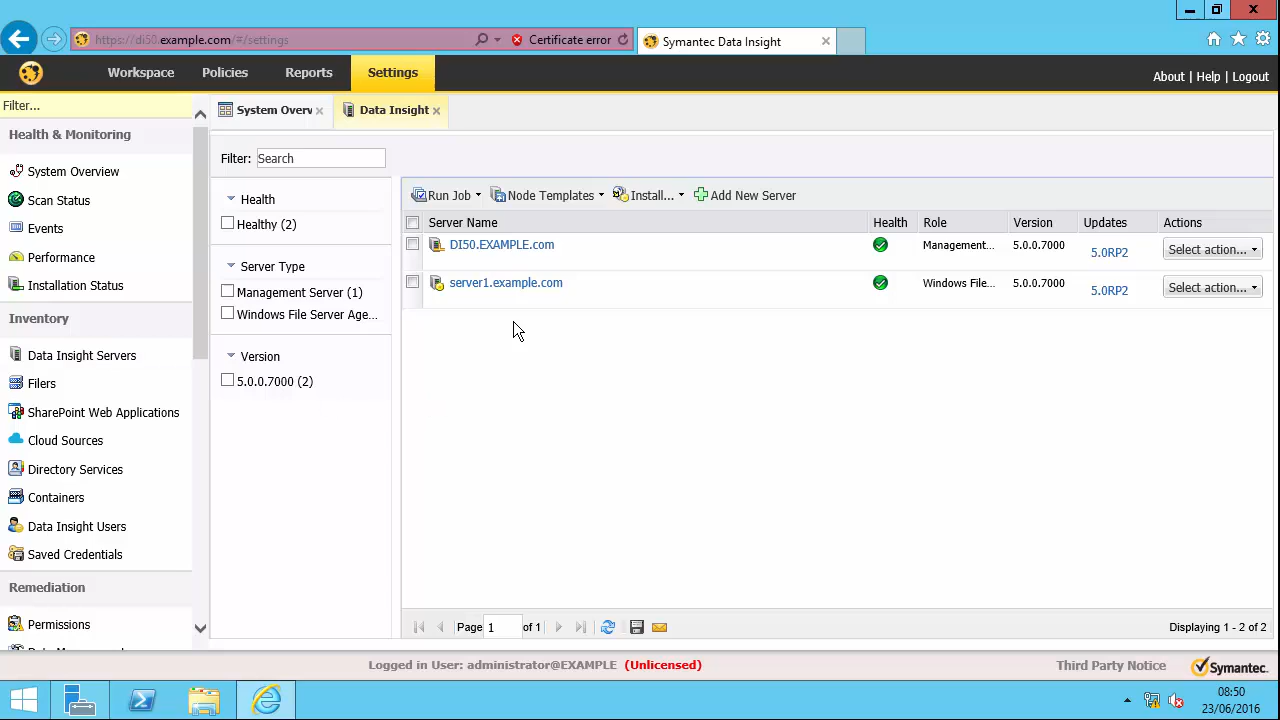 https://di50.example.com/#/settings
Certificate error
Symantec Data Insight
Workspace
Policies
Reports
Settings
About | Help | Logout
Filter...
System Overv
Data Insight
Health & Monitoring
System Overview
Scan Status
Events
Performance
Installation Status
Inventory
Data Insight Servers
Filers
SharePoint Web Applications
Cloud Sources
Directory Services
Containers
Data Insight Users
Saved Credentials
Remediation
Permissions
Filter: Search
Health
Healthy (2)
Server Type
Management Server (1)
Windows File Server Age...
Version
5.0.0.7000 (2)
Run Job
Node Templates
Install...
Add New Server
Server Name Health Role Version Updates Actions
DI50.EXAMPLE.com Management... 5.0.0.7000 5.0RP2 Select action...
server1.example.com Windows File... 5.0.0.7000 5.0RP2 Select action...
Page 1 of 1
Displaying 1 - 2 of 2
Logged in User: administrator@EXAMPLE (Unlicensed)
Third Party Notice
Symantec.
08:50
23/06/2016